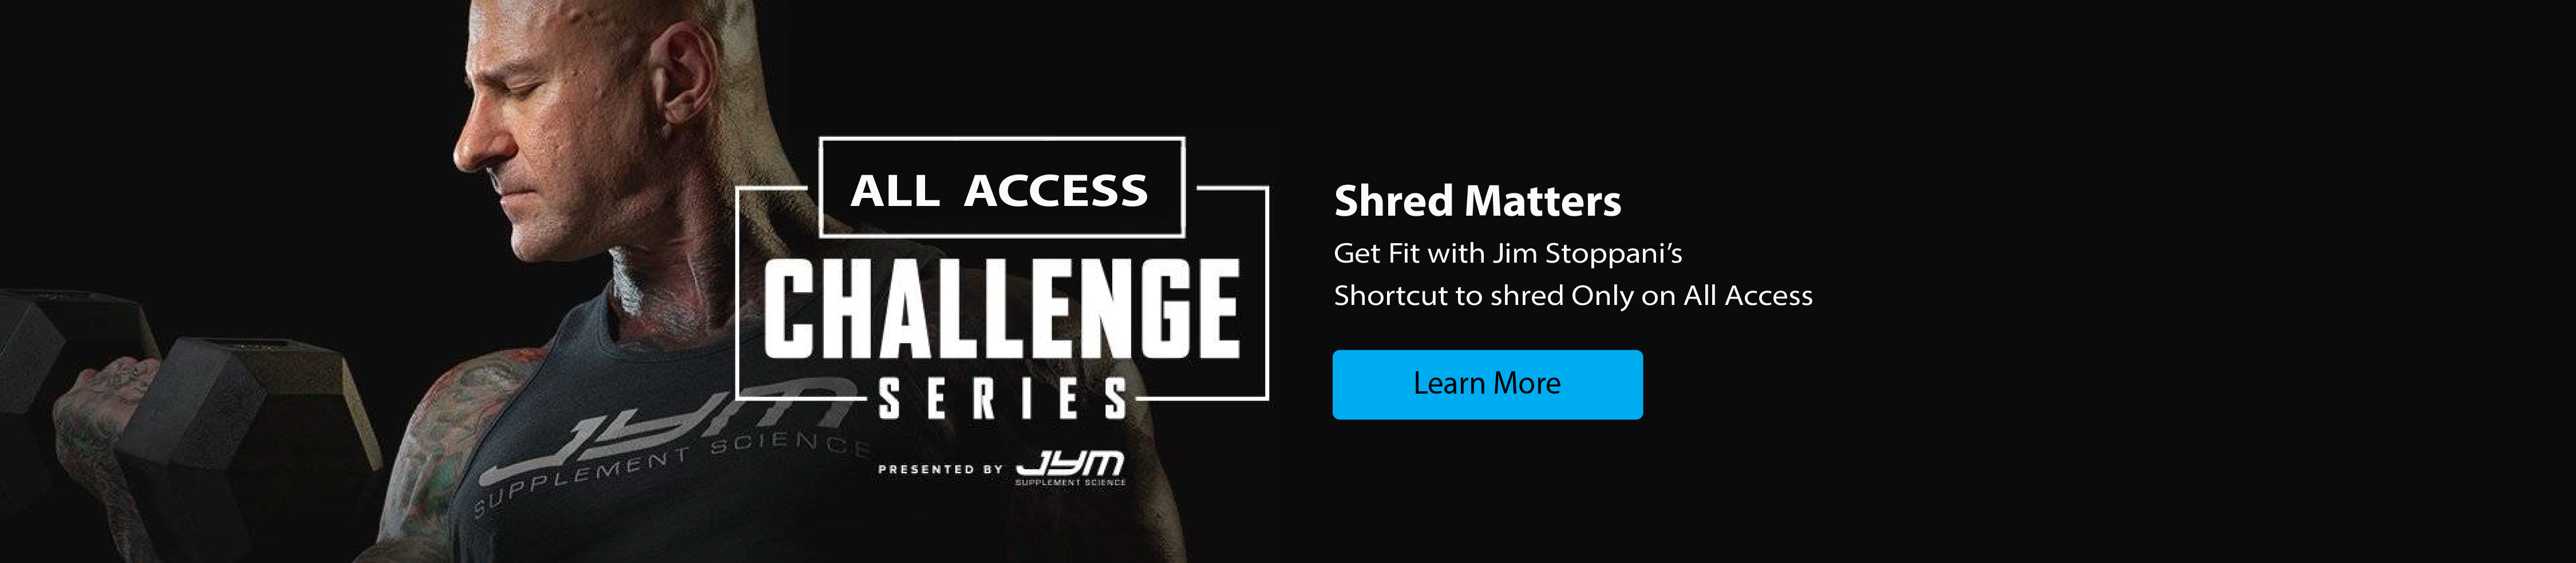 ALL ACCESS
CHALLENGE
SERIES
PRESENTED BY JYM
SUPPLEMENT SCIENCE
JYM
SUPPLEMENT SCIENCE
Shred Matters
Get Fit with Jim Stoppani’s
Shortcut to shred Only on All Access
Learn More